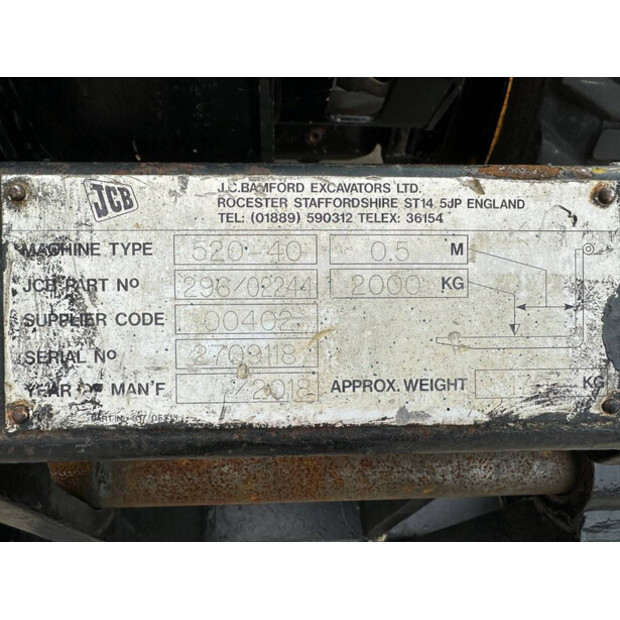 JCB
J.C.BAMFORD EXCAVATORS LTD.
ROCESTER STAFFORDSHIRE ST14 5JP ENGLAND
TEL: (01889) 590312 TELEX: 36154
MACHINE TYPE 520-40 0.5 M
JCB PART No 296/02244 2000 KG
SUPPLIER CODE 00462
SERIAL No 2709118
YEAR OF MAN'F /2018 APPROX. WEIGHT KG